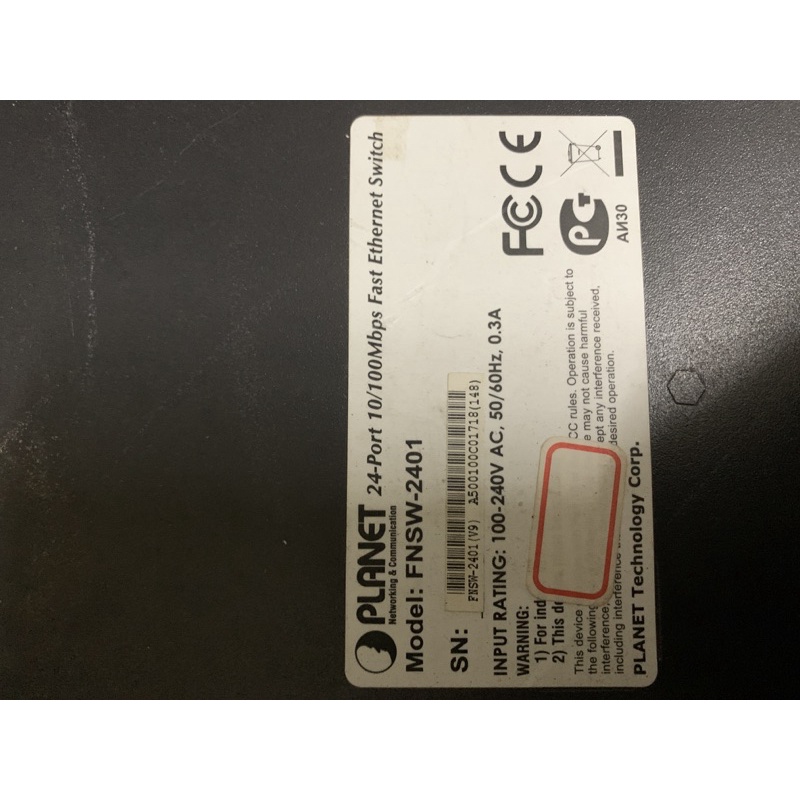 PLANET
Networking & Communication
24-Port 10/100Mbps Fast Ethernet Switch
Model: FNSW-2401
SN:
FNSW-2401(V9) A500100C01718(148)
INPUT RATING: 100-240V AC, 50/60Hz, 0.3A
WARNING:
1) For ind
2) This de
This device CC rules. Operation is subject to
the following e may not cause harmful
interference, ept any interference received,
including interference desired operation.
PLANET Technology Corp.
FC CE
PG
АИ30